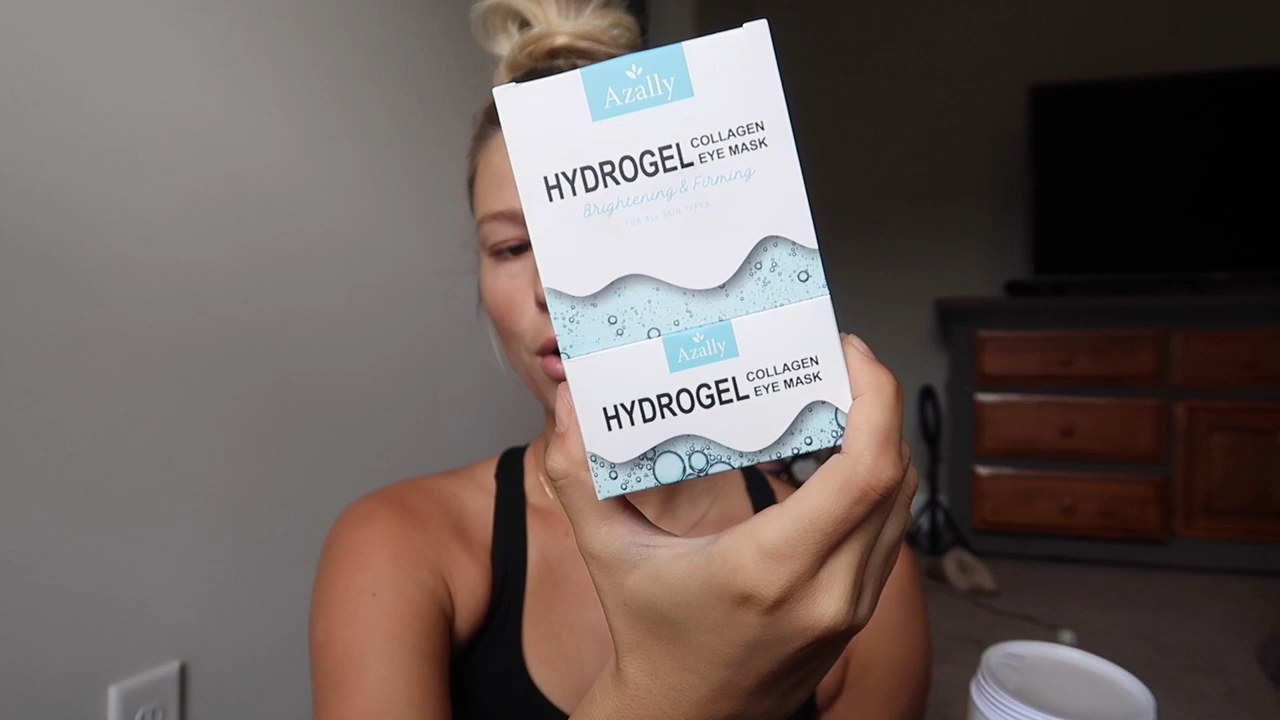 Azally
HYDROGEL COLLAGEN
EYE MASK
Brightening & Firming
FOR ALL SKIN TYPES
Azally
HYDROGEL COLLAGEN
EYE MASK